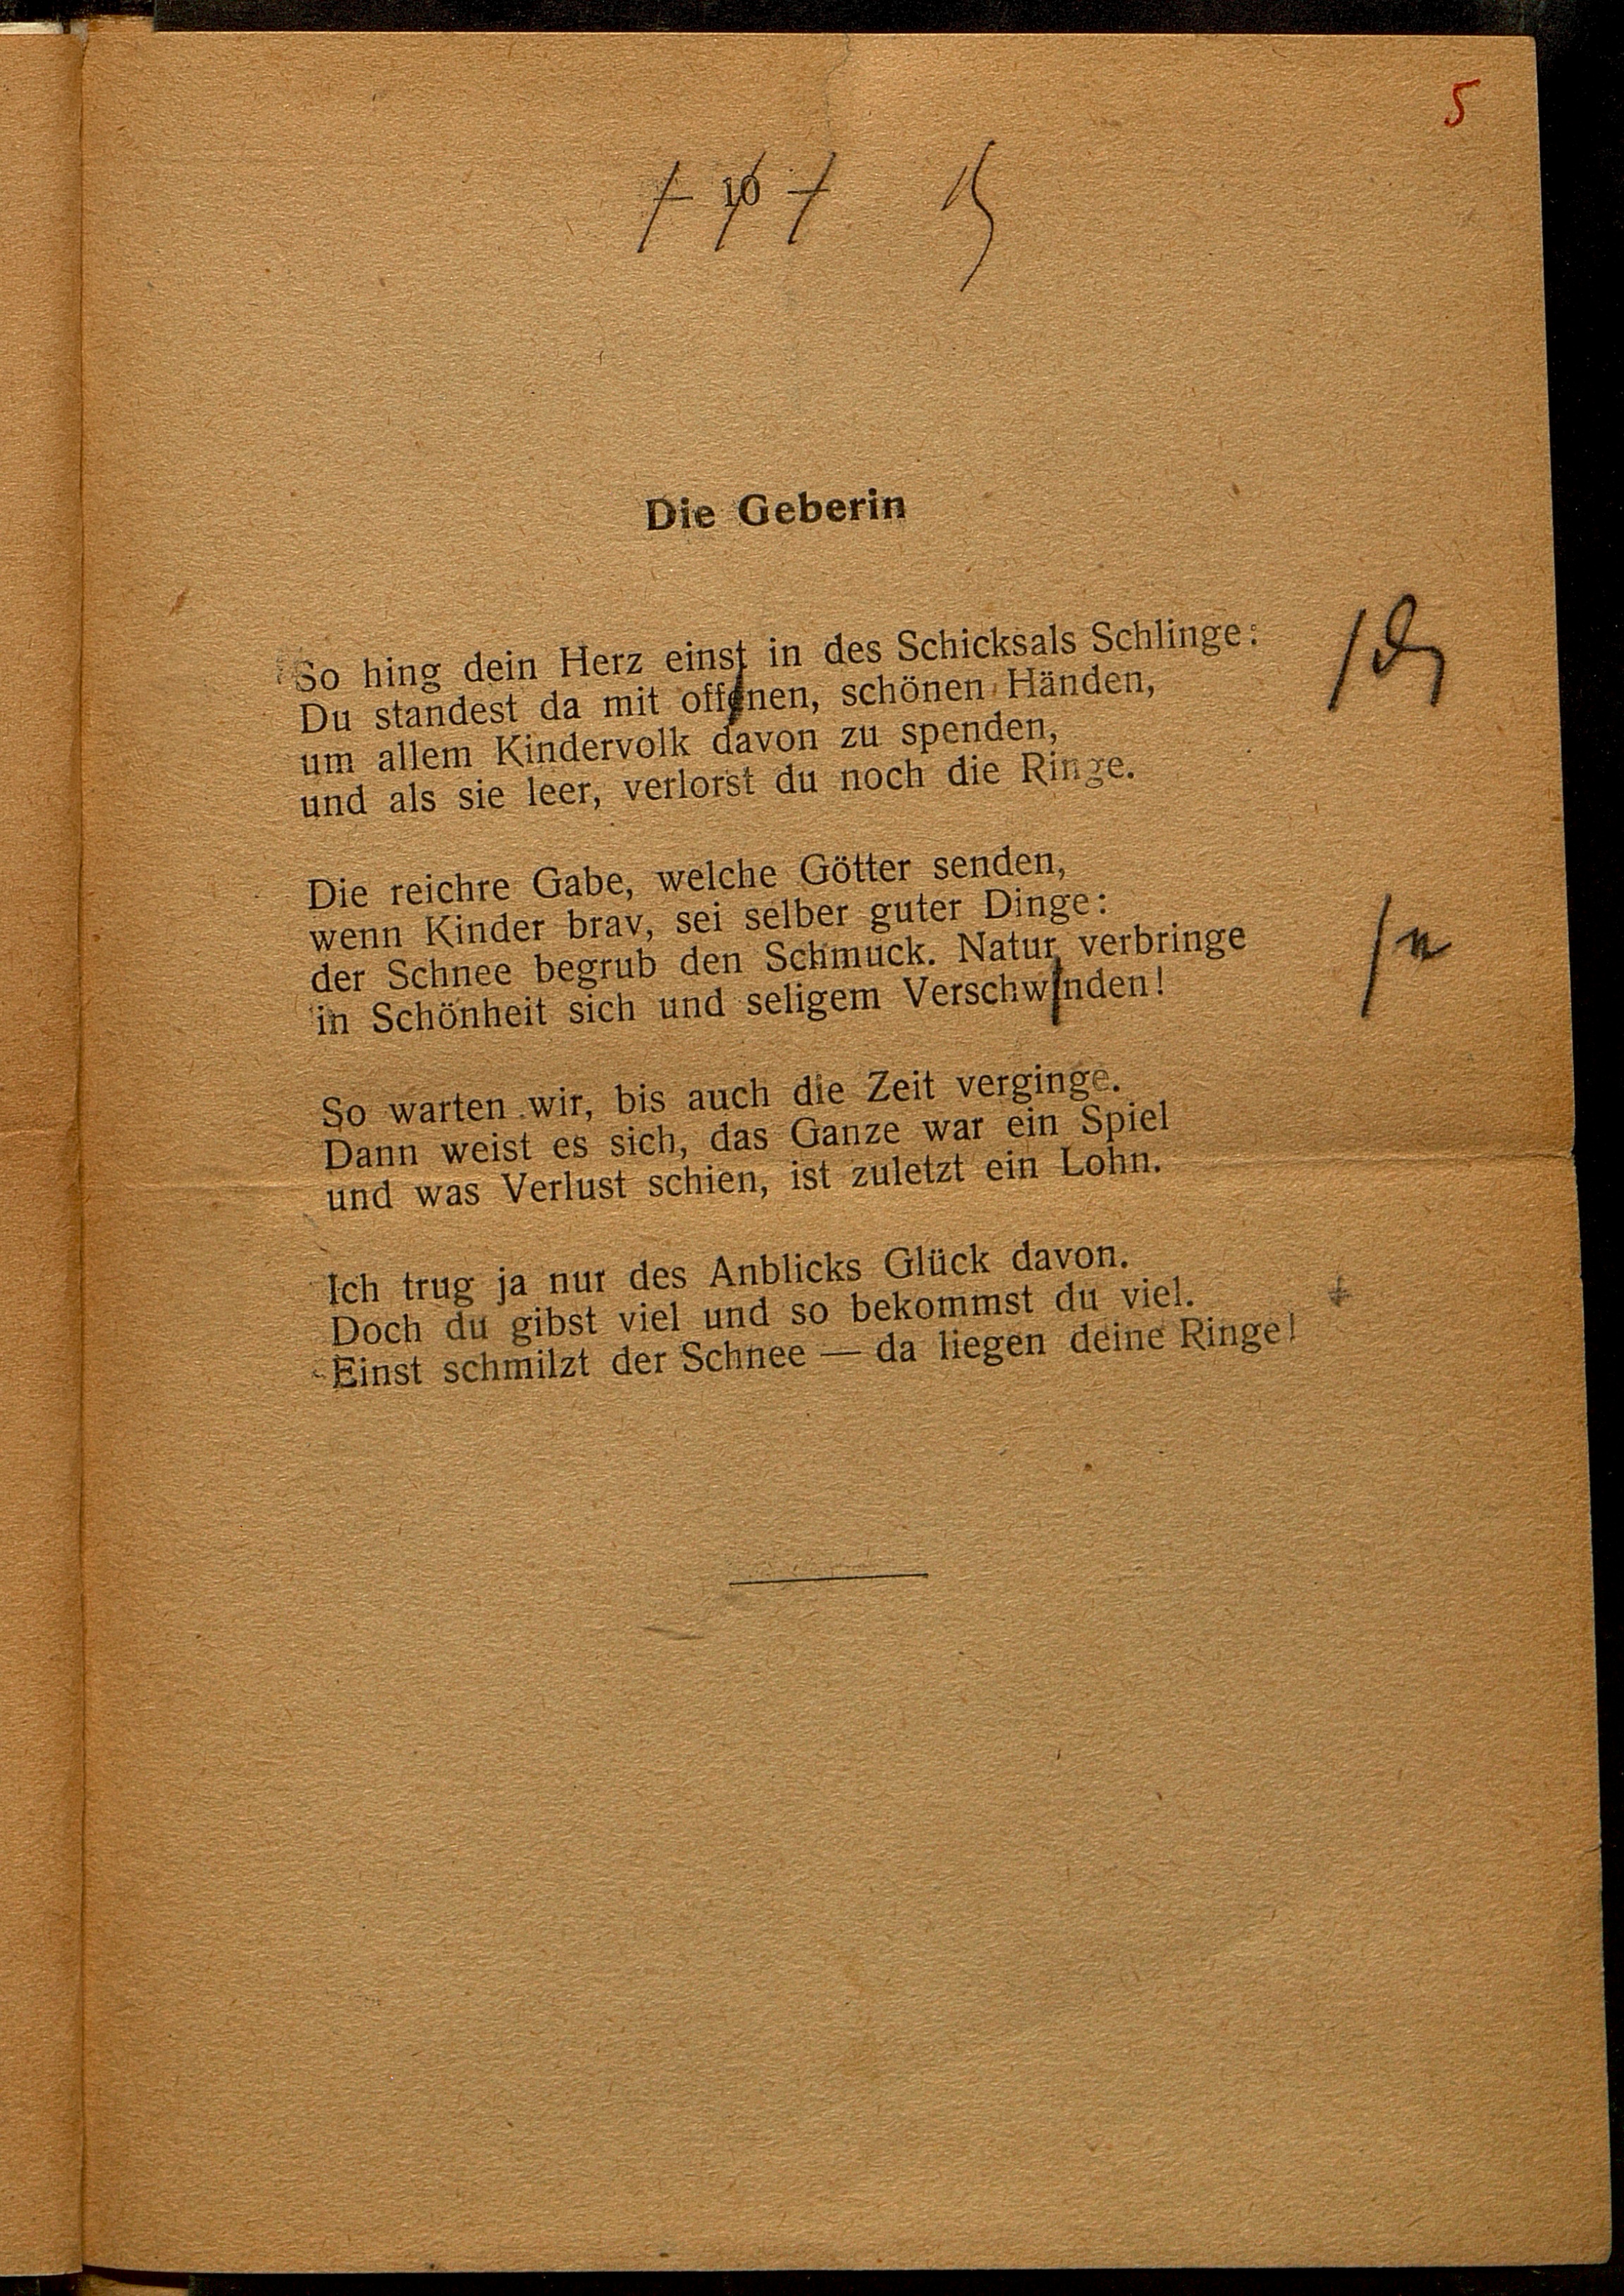 5
— 10 —
Die Geberin
So hing dein Herz einst in des Schicksals Schlinge:
Du standest da mit offenen, schönen Händen,
um allem Kindervolk davon zu spenden,
und als sie leer, verlorst du noch die Ringe.
Die reichre Gabe, welche Götter senden,
wenn Kinder brav, sei selber guter Dinge:
der Schnee begrub den Schmuck. Natur verbringe
in Schönheit sich und seligem Verschwinden!
So warten wir, bis auch die Zeit verginge.
Dann weist es sich, das Ganze war ein Spiel
und was Verlust schien, ist zuletzt ein Lohn.
Ich trug ja nur des Anblicks Glück davon.
Doch du gibst viel und so bekommst du viel.
Einst schmilzt der Schnee — da liegen deine Ringe!